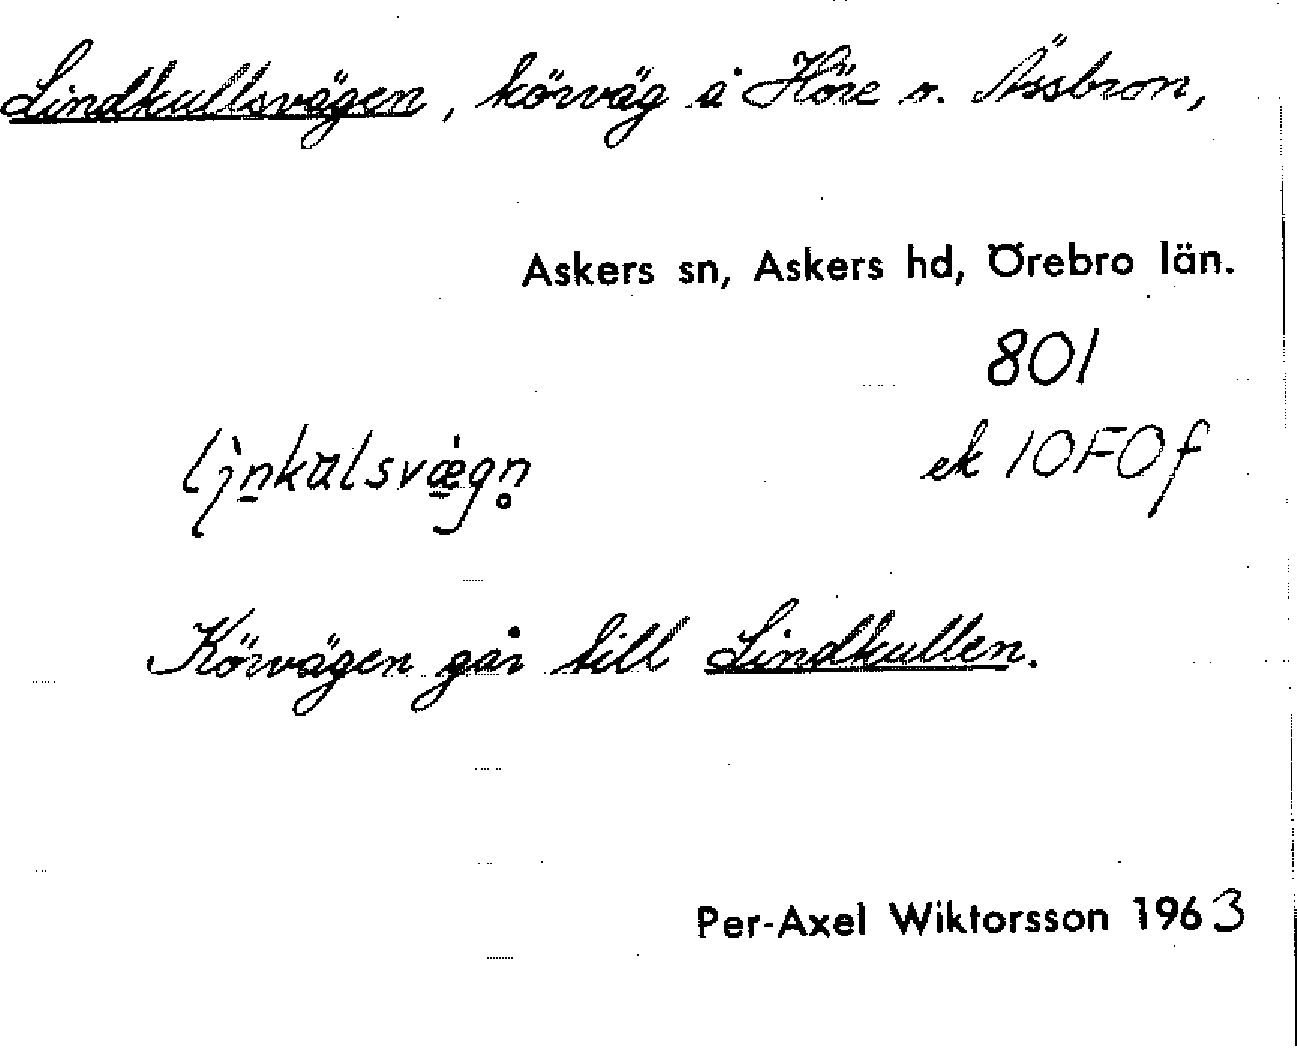 Lindkullsvägen, körväg å Höre o. Ässbron,
Askers sn, Askers hd, Örebro län.
801
ek 10F0f
Körvägen går till Lindkullen.
Per-Axel Wiktorsson 1963